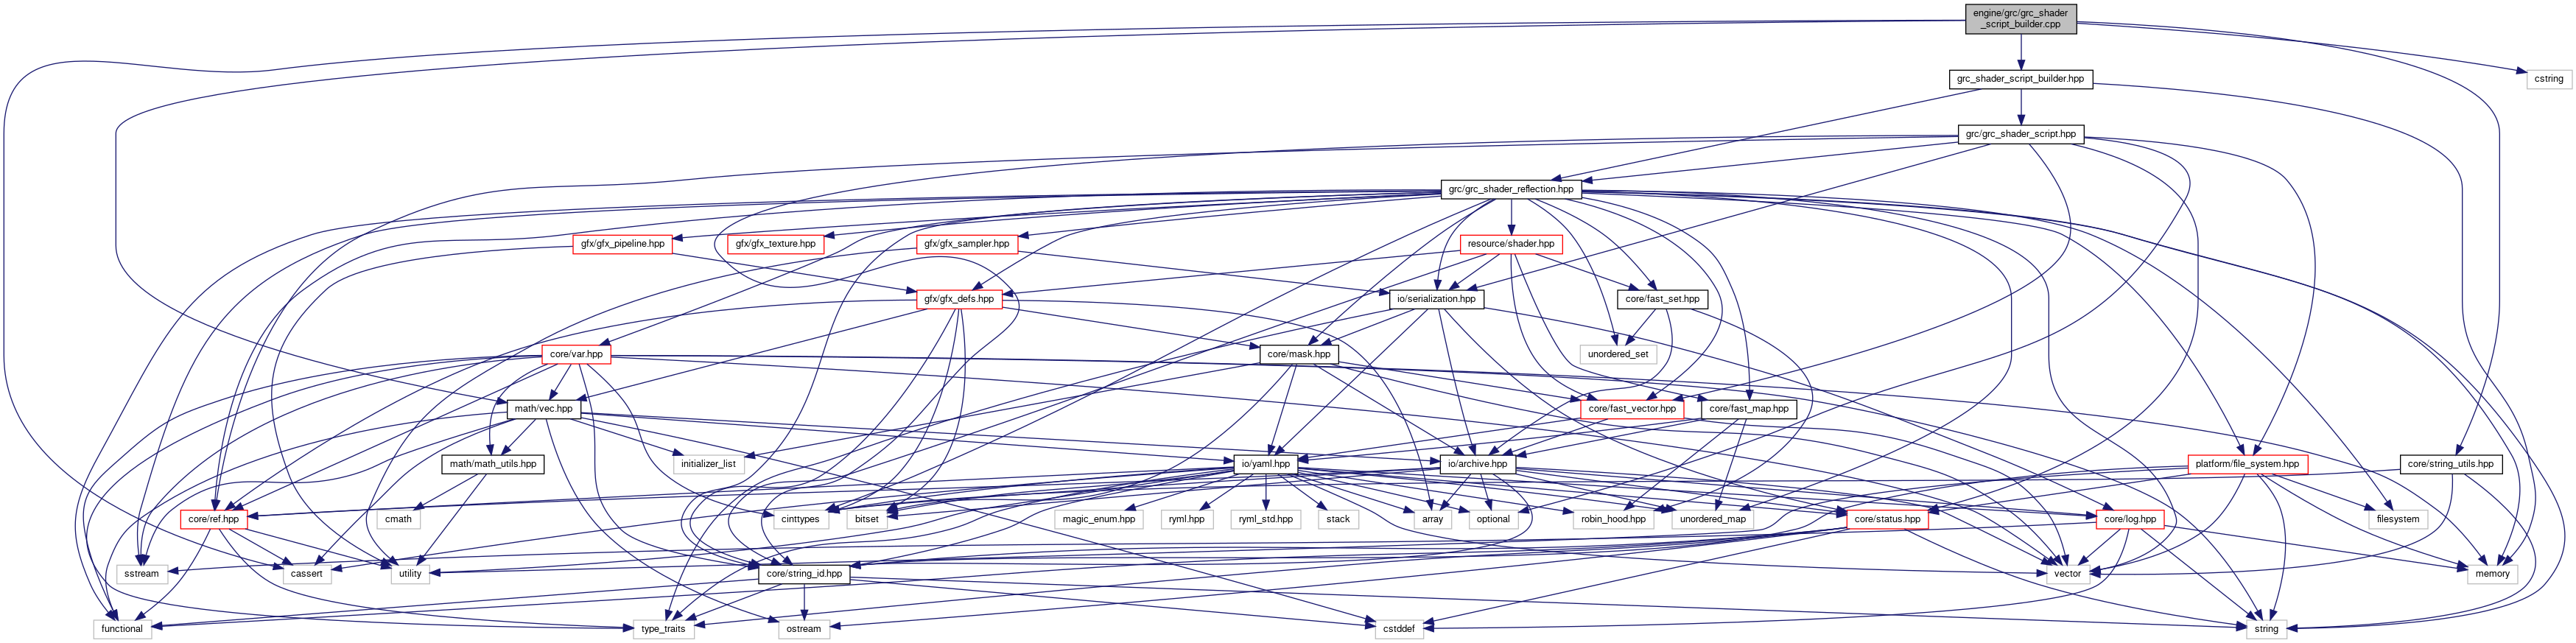 engine/grc/grc_shader
_script_builder.cpp
grc_shader_script_builder.hpp
cstring
grc/grc_shader_script.hpp
grc/grc_shader_reflection.hpp
gfx/gfx_pipeline.hpp
gfx/gfx_texture.hpp
gfx/gfx_sampler.hpp
resource/shader.hpp
gfx/gfx_defs.hpp
io/serialization.hpp
core/fast_set.hpp
core/var.hpp
core/mask.hpp
unordered_set
math/vec.hpp
core/fast_vector.hpp
core/fast_map.hpp
math/math_utils.hpp
initializer_list
io/yaml.hpp
io/archive.hpp
platform/file_system.hpp
core/string_utils.hpp
core/ref.hpp
cmath
cinttypes
bitset
magic_enum.hpp
ryml.hpp
ryml_std.hpp
stack
array
optional
robin_hood.hpp
unordered_map
core/status.hpp
core/log.hpp
filesystem
sstream
cassert
utility
core/string_id.hpp
vector
memory
functional
type_traits
ostream
cstddef
string